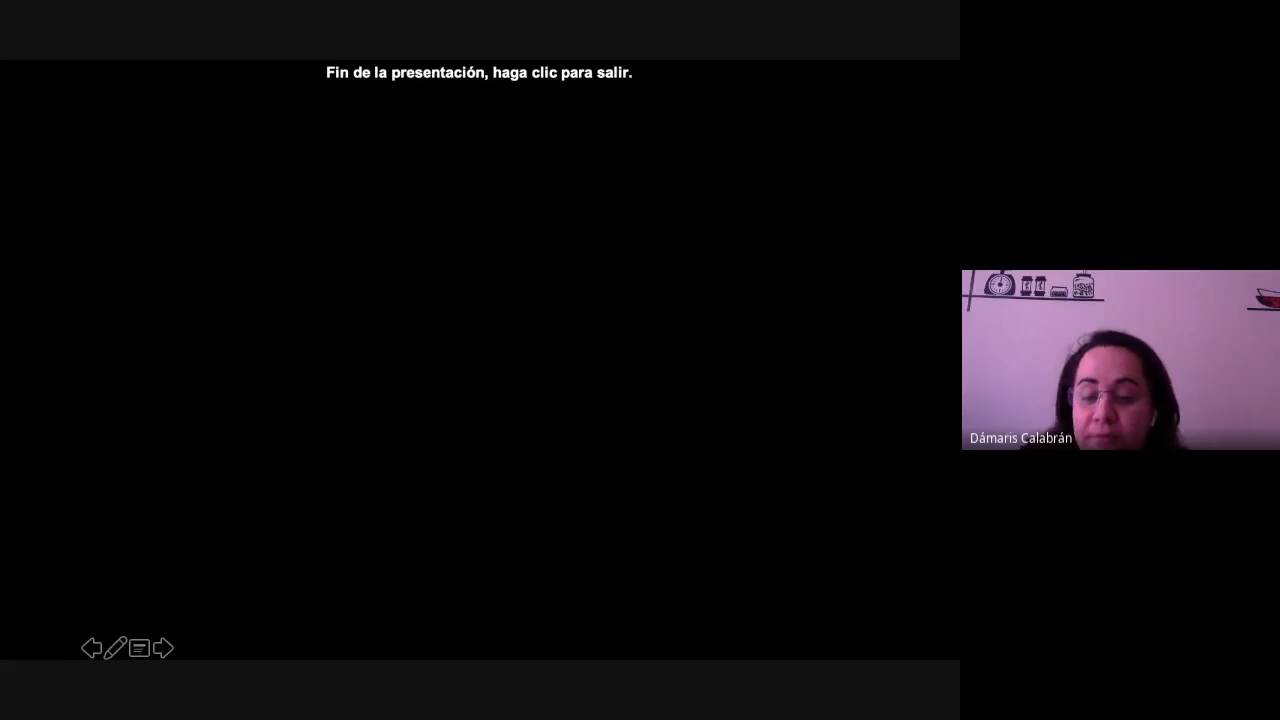 Fin de la presentación, haga clic para salir.
Dámaris Calabrán